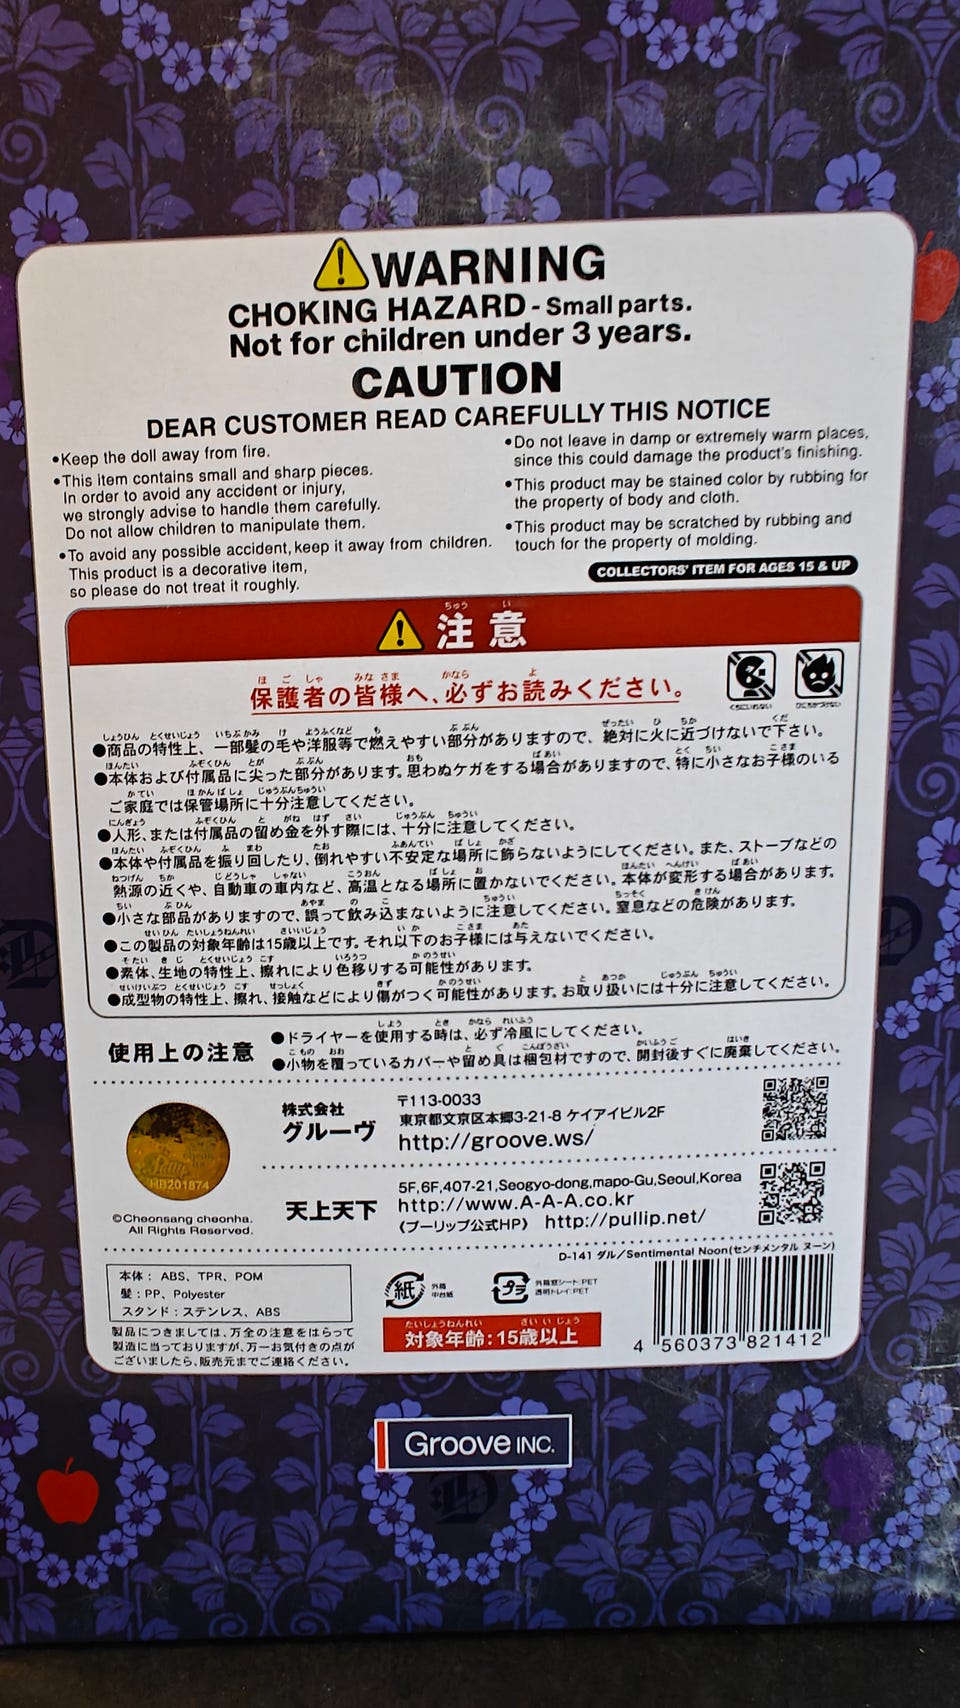 WARNING
CHOKING HAZARD - Small parts.
Not for children under 3 years.
CAUTION
DEAR CUSTOMER READ CAREFULLY THIS NOTICE
•Keep the doll away from fire.
•This item contains small and sharp pieces.
In order to avoid any accident or injury,
we strongly advise to handle them carefully.
Do not allow children to manipulate them.
•To avoid any possible accident, keep it away from children.
This product is a decorative item,
so please do not treat it roughly.
•Do not leave in damp or extremely warm places,
since this could damage the product's finishing.
•This product may be stained color by rubbing for
the property of body and cloth.
•This product may be scratched by rubbing and
touch for the property of molding.
COLLECTORS' ITEM FOR AGES 15 & UP
注意
保護者の皆様へ、必ずお読みください。
●商品の特性上、一部髪の毛や洋服等で燃えやすい部分がありますので、絶対に火に近づけないで下さい。
●本体および付属品に尖った部分があります。思わぬケガをする場合がありますので、特に小さなお子様のいる
ご家庭では保管場所に十分注意してください。
●人形、または付属品の留め金を外す際には、十分に注意してください。
●本体や付属品を振り回したり、倒れやすい不安定な場所に飾らないようにしてください。また、ストーブなどの
熱源の近くや、自動車の車内など、高温となる場所に置かないでください。本体が変形する場合があります。
●小さな部品がありますので、誤って飲み込まないように注意してください。窒息などの危険があります。
●この製品の対象年齢は15歳以上です。それ以下のお子様には与えないでください。
●素体、生地の特性上、擦れにより色移りする可能性があります。
●成型物の特性上、擦れ、接触などにより傷がつく可能性があります。お取り扱いには十分に注意してください。
使用上の注意
●ドライヤーを使用する時は、必ず冷風にしてください。
●小物を覆っているカバーや留め具は梱包材ですので、開封後すぐに廃棄してください。
HB201874
©Cheonsang cheonha.
All Rights Reserved.
株式会社
グルーヴ
〒113-0033
東京都文京区本郷3-21-8 ケイアイビル2F
http://groove.ws/
天上天下
5F,6F,407-21,Seogyo-dong,mapo-Gu,Seoul,Korea
http://www.A-A-A.co.kr
《プーリップ公式HP》 http://pullip.net/
D-141 ダル/Sentimental Noon(センチメンタル ヌーン)
本体：ABS、TPR、POM
髪：PP、Polyester
スタンド：ステンレス、ABS
製品につきましては、万全の注意をはらって
製造に当っておりますが、万一お気付きの点が
ございましたら、販売元までご連絡ください。
紙
外箱
中台紙
プラ
外箱窓シート:PET
透明トレイ:PET
対象年齢：15歳以上
4 560373 821412
Groove INC.